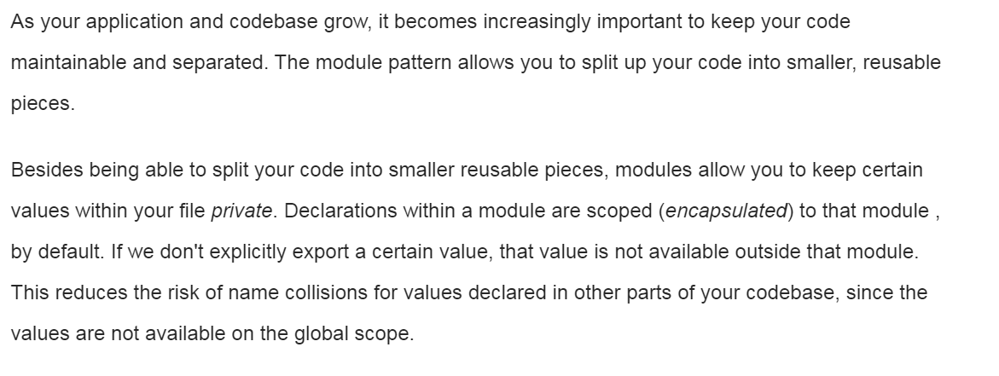 As your application and codebase grow, it becomes increasingly important to keep your code
maintainable and separated. The module pattern allows you to split up your code into smaller, reusable
pieces.
Besides being able to split your code into smaller reusable pieces, modules allow you to keep certain
values within your file private. Declarations within a module are scoped (encapsulated) to that module ,
by default. If we don't explicitly export a certain value, that value is not available outside that module.
This reduces the risk of name collisions for values declared in other parts of your codebase, since the
values are not available on the global scope.